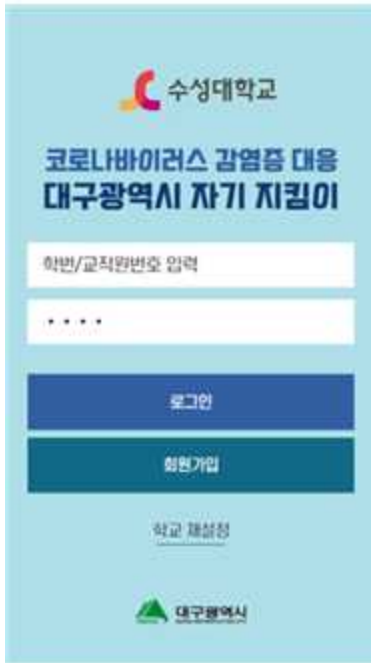 수성대학교
코로나바이러스 감염증 대응
대구광역시 자기 지킴이
학번/교직원번호 입력
• • • •
로그인
회원가입
학교 재설정
대구광역시